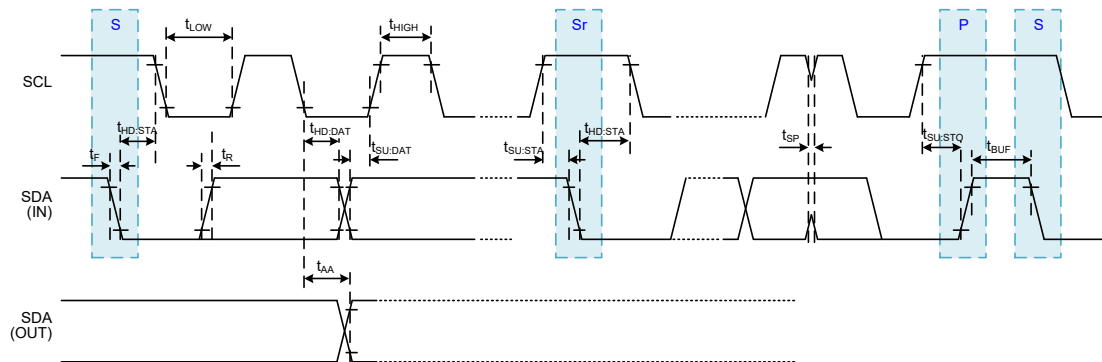 S Sr P S
tLOW tHIGH
SCL
tHD:STA tHD:DAT tHD:STA tSP tSU:STO
tF tR tSU:DAT tSU:STA tBUF
SDA
(IN)
tAA
SDA
(OUT)